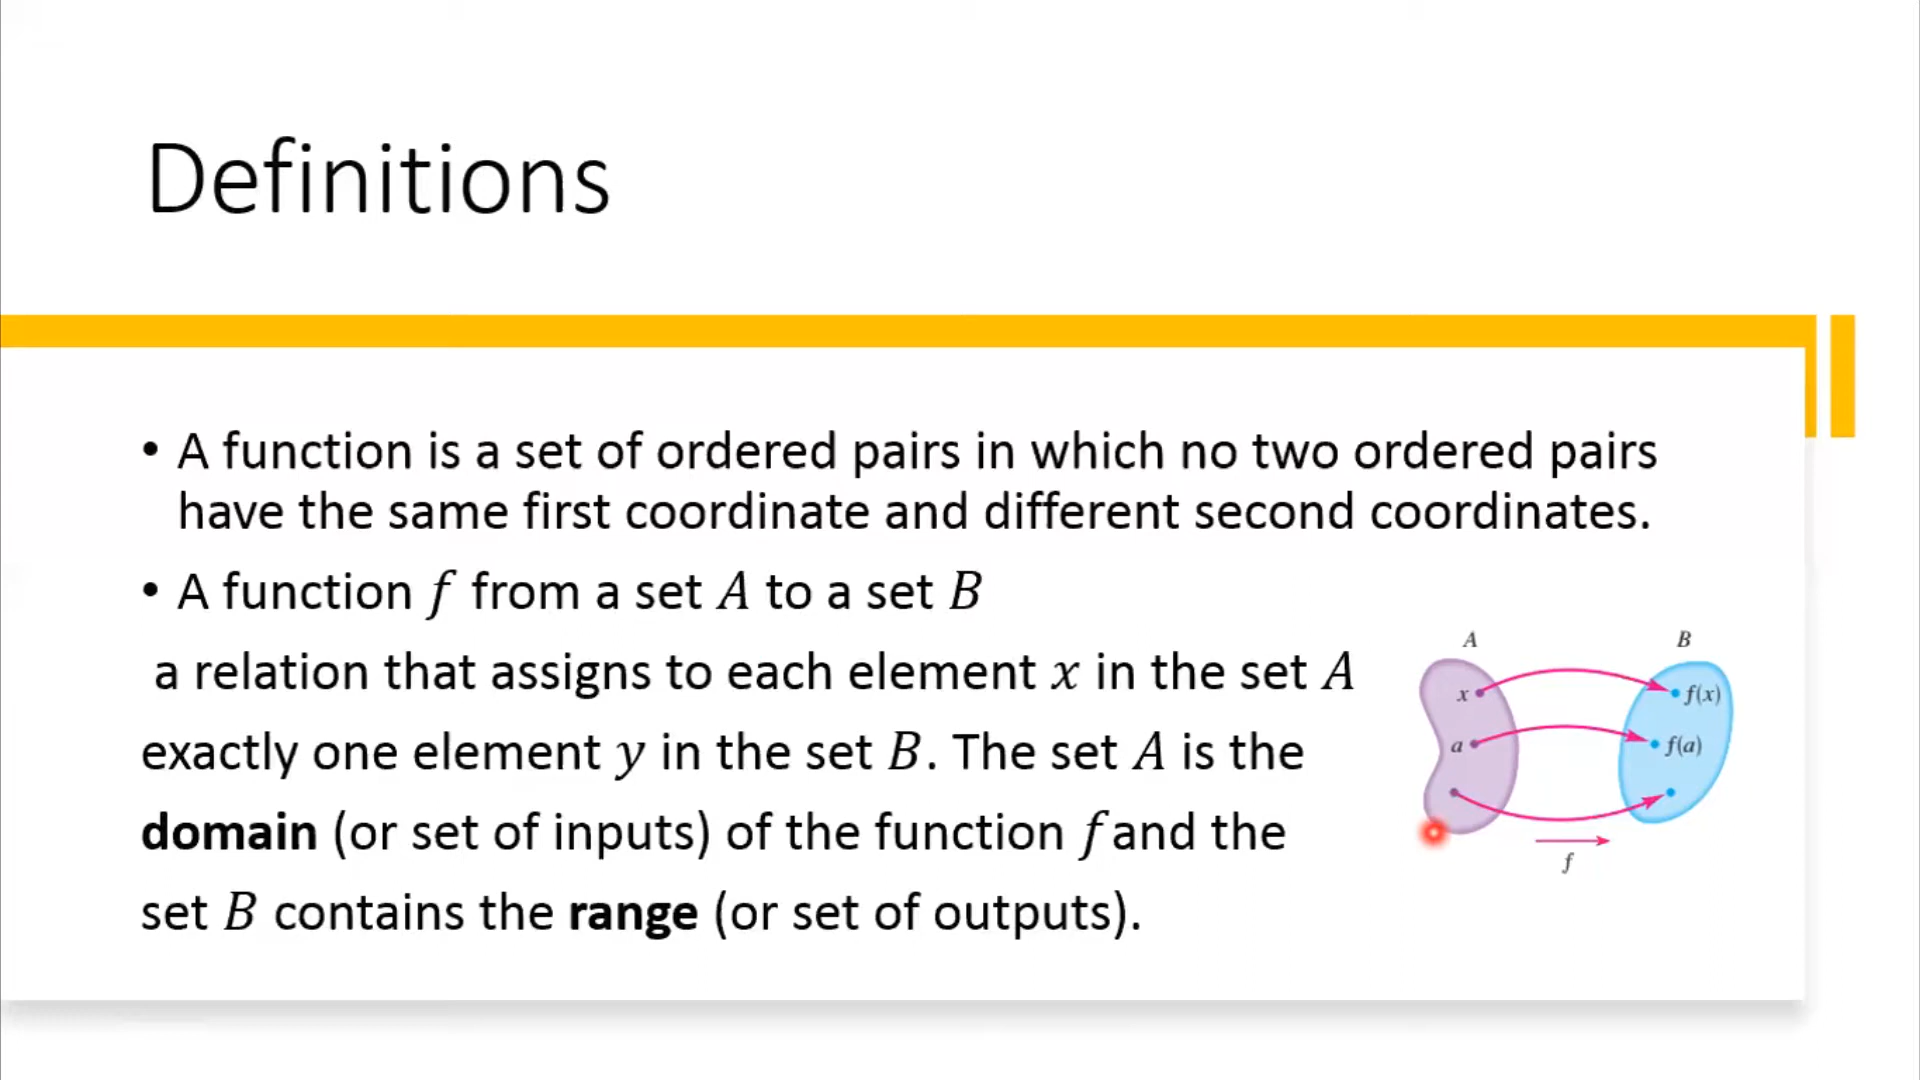 Definitions
• A function is a set of ordered pairs in which no two ordered pairs
have the same first coordinate and different second coordinates.
• A function f from a set A to a set B
a relation that assigns to each element x in the set A
exactly one element y in the set B. The set A is the
domain (or set of inputs) of the function f and the
set B contains the range (or set of outputs).
A B
x f(x)
a f(a)
f